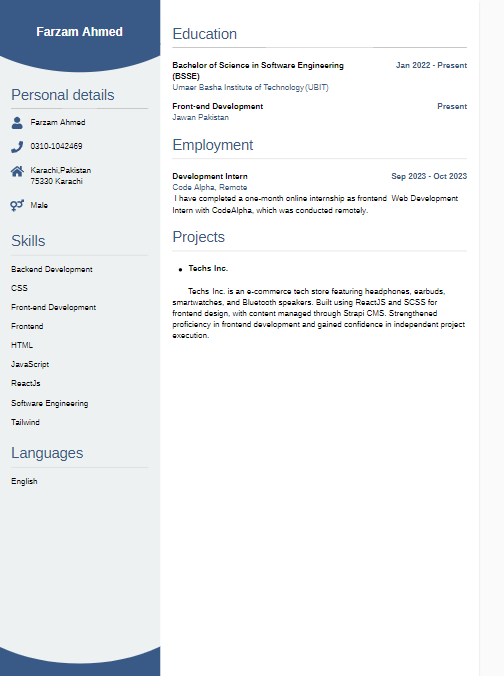 Farzam Ahmed
Personal details
Farzam Ahmed
0310-1042469
Karachi,Pakistan
75330 Karachi
Male
Skills
Backend Development
CSS
Front-end Development
Frontend
HTML
JavaScript
ReactJs
Software Engineering
Tailwind
Languages
English
Education
Bachelor of Science in Software Engineering (BSSE) Jan 2022 - Present
Umaer Basha Institute of Technology(UBIT)
Front-end Development Present
Jawan Pakistan
Employment
Development Intern Sep 2023 - Oct 2023
Code Alpha, Remote
I have completed a one-month online internship as frontend Web Development
Intern with CodeAlpha, which was conducted remotely.
Projects
• Techs Inc.
Techs Inc. is an e-commerce tech store featuring headphones, earbuds,
smartwatches, and Bluetooth speakers. Built using ReactJS and SCSS for
frontend design, with content managed through Strapi CMS. Strengthened
proficiency in frontend development and gained confidence in independent project
execution.